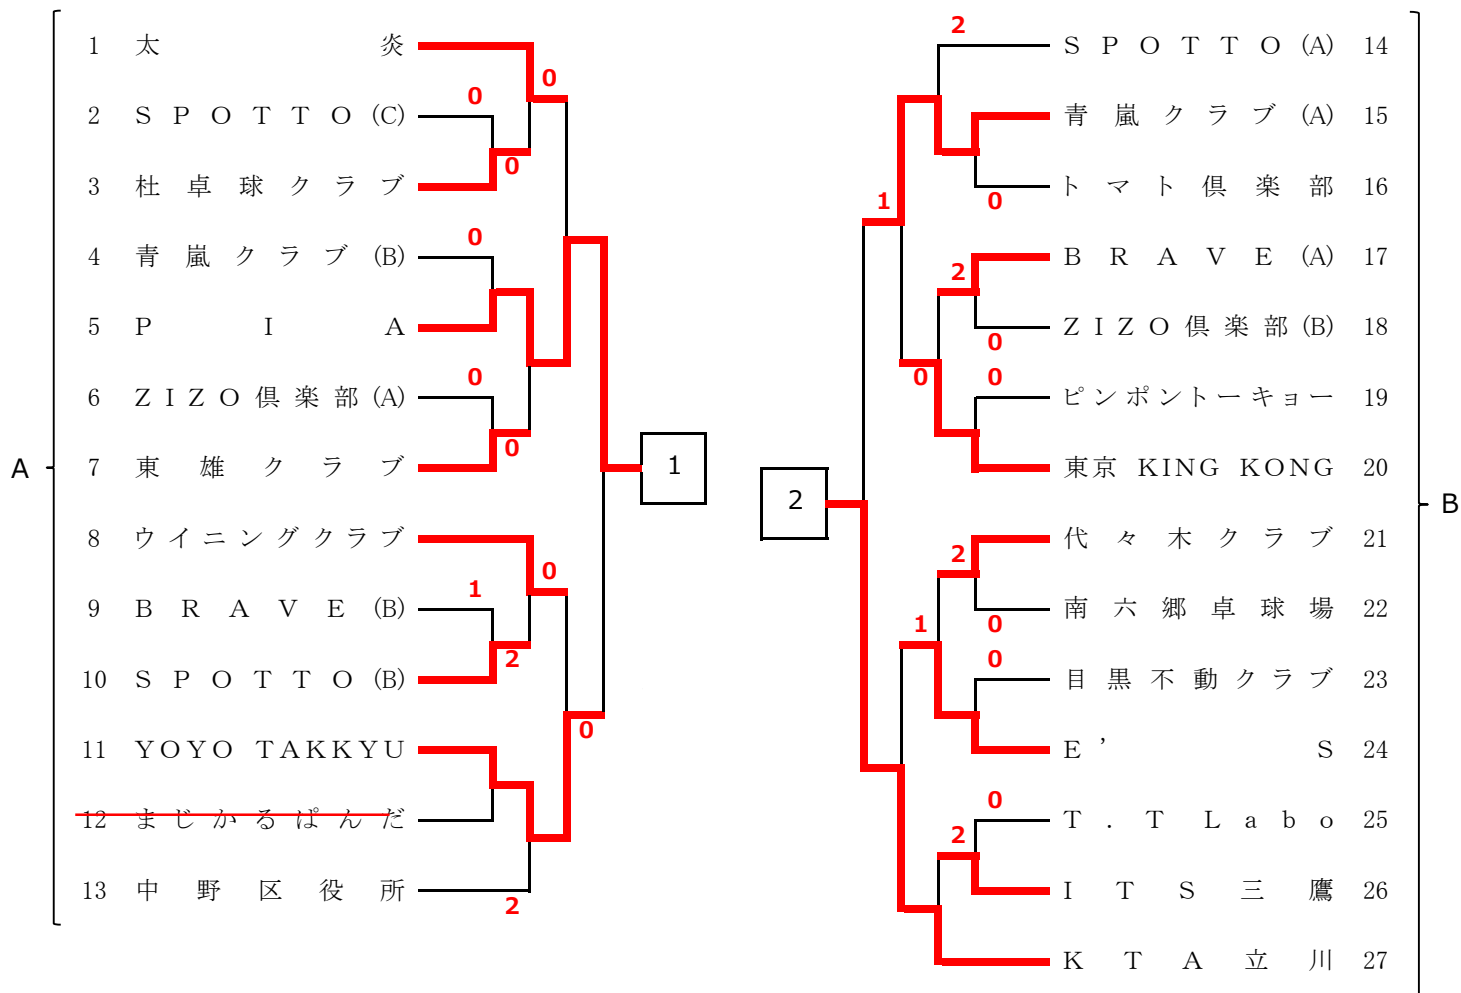 A
1 太炎
0
0
2 SPOTTO(C)
0
3 杜卓球クラブ
0
4 青嵐クラブ(B)
5 PIA
0
6 ZIZO倶楽部(A)
0
7 東雄クラブ
1
8 ウイニングクラブ
0
1
9 BRAVE(B)
2
10 SPOTTO(B)
0
11 YOYO TAKKYU
12 まじかるぱんだ
13 中野区役所
2
B
2
SPOTTO(A) 14
青嵐クラブ(A) 15
トマト倶楽部 16
1
0
BRAVE(A) 17
2
ZIZO倶楽部(B) 18
0
0
0
ピンポントーキョー 19
東京 KING KONG 20
2
代々木クラブ 21
2
南六郷卓球場 22
1
0
0
目黒不動クラブ 23
E’S 24
0
T.T Labo 25
2
ITS三鷹 26
KTA立川 27